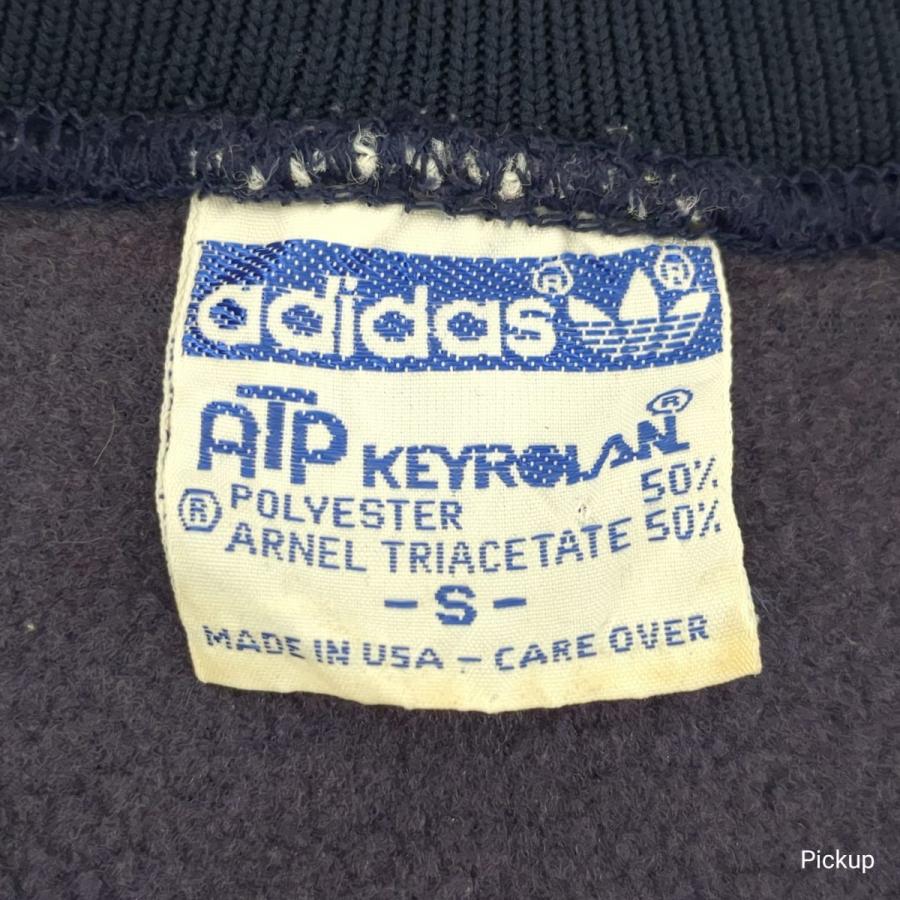 adidas®
®
ATP KEYROLAN®
® POLYESTER 50%
ARNEL TRIACETATE 50%
- S -
MADE IN USA - CARE OVER
Pickup